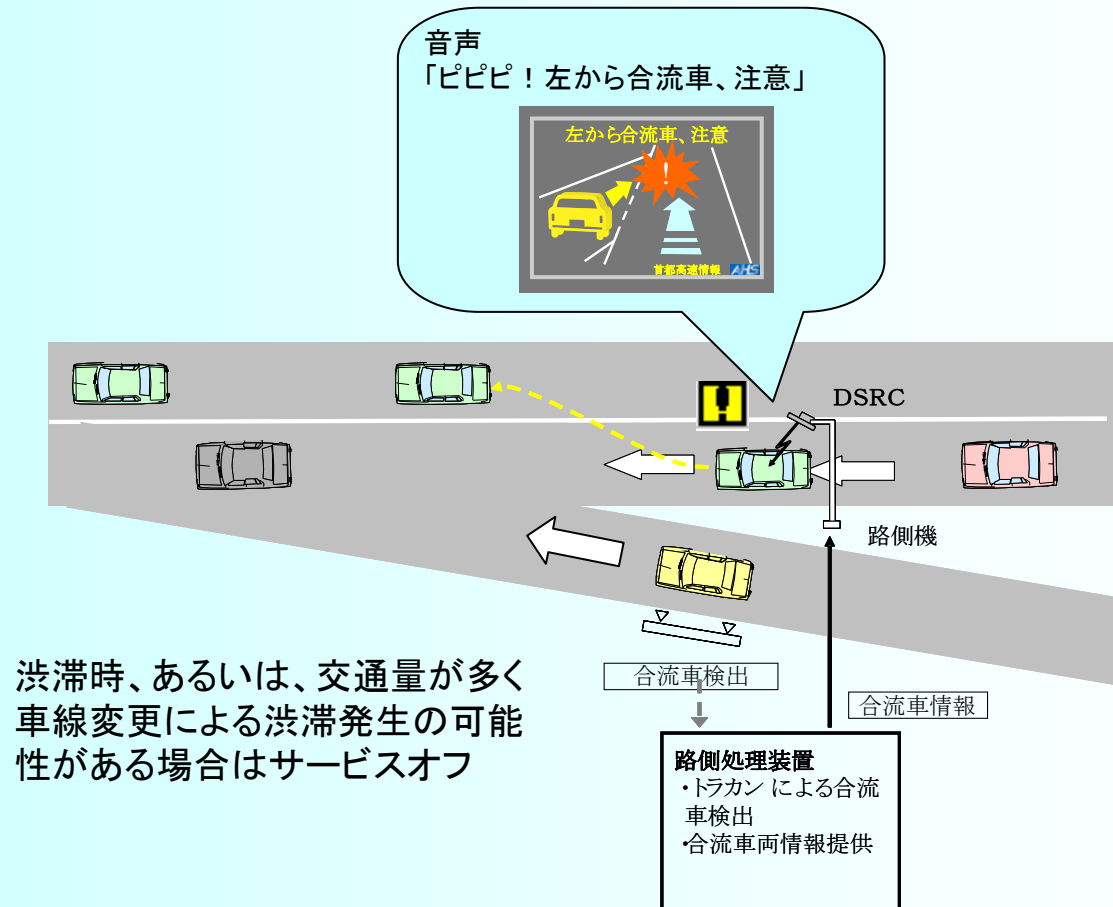 音声
「ピピピ！左から合流車、注意」
左から合流車、注意
!
首都高速情報 AHS
DSRC
路側機
合流車検出
合流車情報
渋滞時、あるいは、交通量が多く
車線変更による渋滞発生の可能
性がある場合はサービスオフ
路側処理装置
・トラカン による合流
車検出
・合流車両情報提供